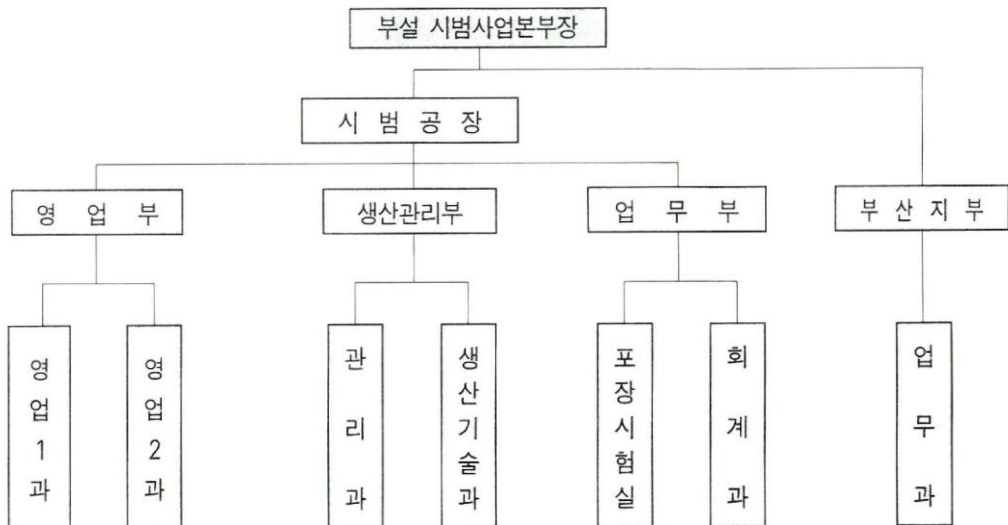 부설 시범사업본부장
시 범 공 장
영 업 부
생산관리부
업 무 부
부 산 지 부
영업1과
영업2과
관리과
생산기술과
포장시험실
회계과
업무과